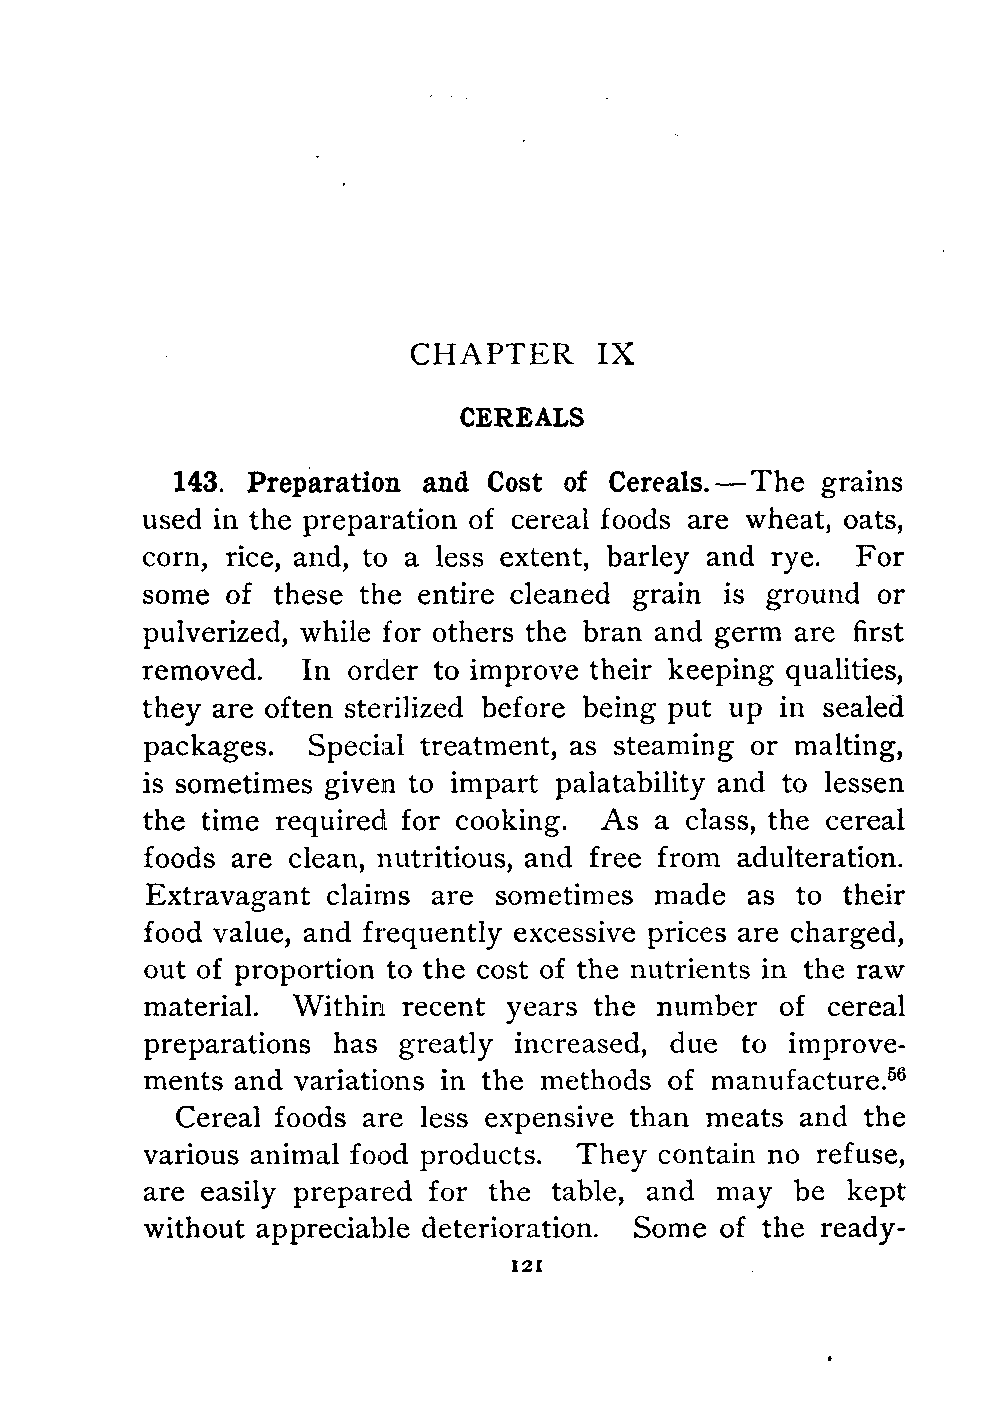 CHAPTER IX
CEREALS
143. Preparation and Cost of Cereals.—The grains
used in the preparation of cereal foods are wheat, oats,
corn, rice, and, to a less extent, barley and rye. For
some of these the entire cleaned grain is ground or
pulverized, while for others the bran and germ are first
removed. In order to improve their keeping qualities,
they are often sterilized before being put up in sealed
packages. Special treatment, as steaming or malting,
is sometimes given to impart palatability and to lessen
the time required for cooking. As a class, the cereal
foods are clean, nutritious, and free from adulteration.
Extravagant claims are sometimes made as to their
food value, and frequently excessive prices are charged,
out of proportion to the cost of the nutrients in the raw
material. Within recent years the number of cereal
preparations has greatly increased, due to improve-
ments and variations in the methods of manufacture.⁵⁶
Cereal foods are less expensive than meats and the
various animal food products. They contain no refuse,
are easily prepared for the table, and may be kept
without appreciable deterioration. Some of the ready-
121